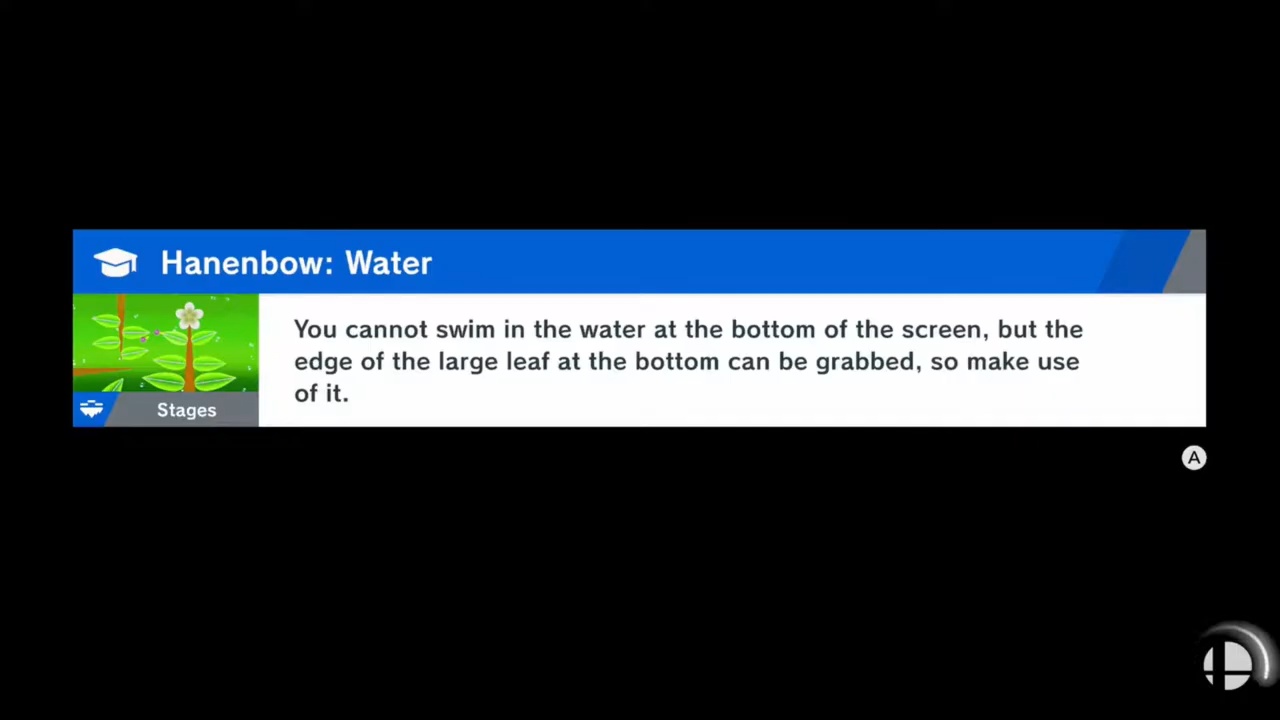 Hanenbow: Water
You cannot swim in the water at the bottom of the screen, but the
edge of the large leaf at the bottom can be grabbed, so make use
of it.
Stages
A